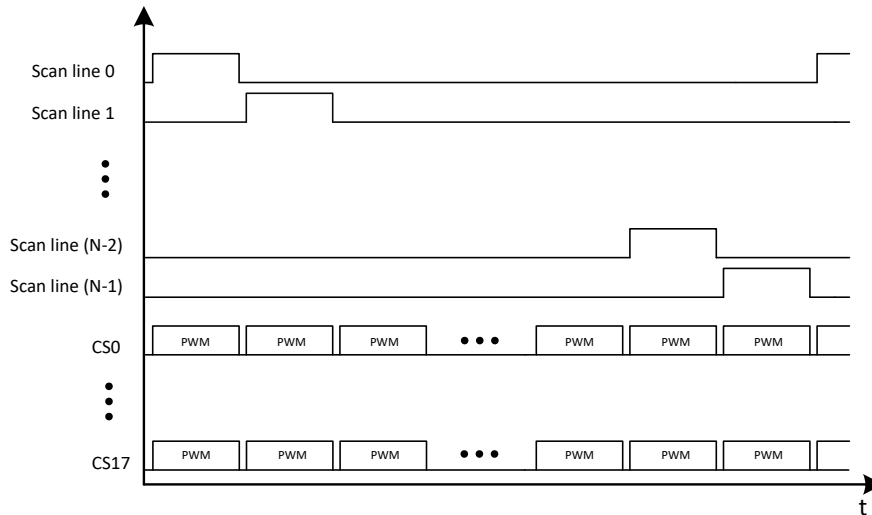 Scan line 0
Scan line 1
Scan line (N-2)
Scan line (N-1)
CS0 PWM PWM PWM PWM PWM PWM
CS17 PWM PWM PWM PWM PWM PWM
t